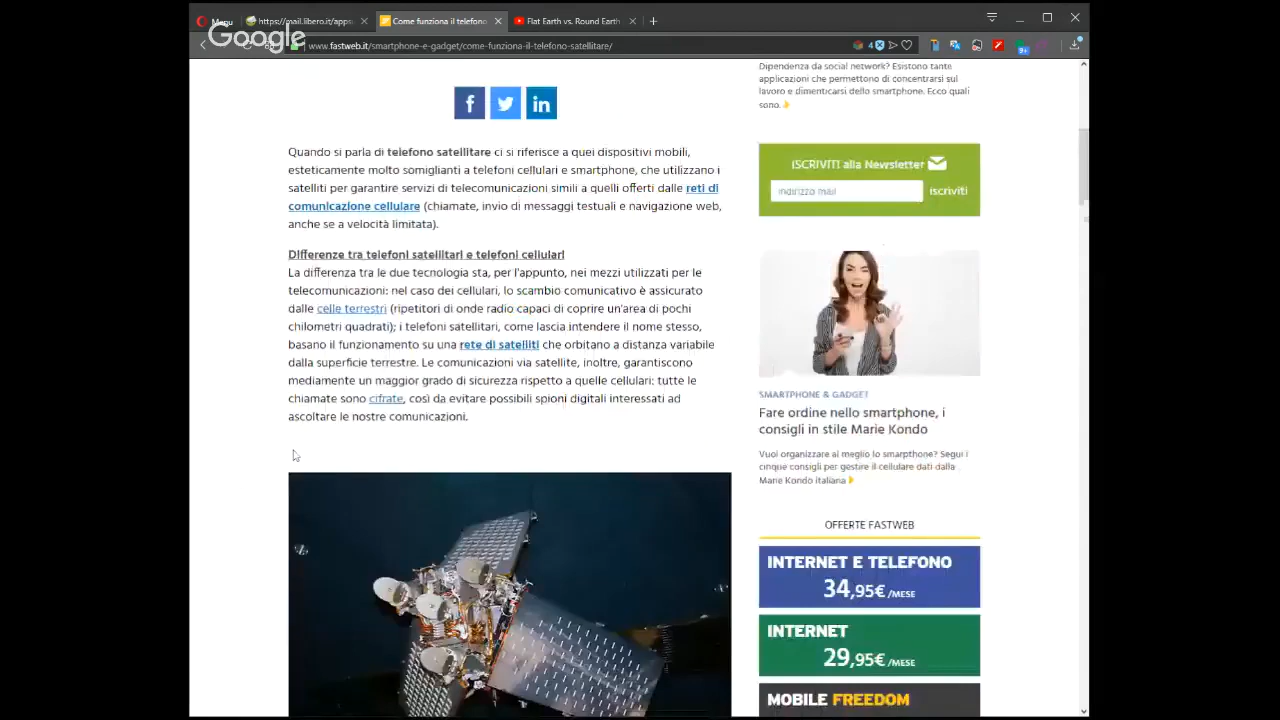 Menu
https://mail.libero.it/apps
Come funziona il telefono
Flat Earth vs. Round Earth
Google
www.fastweb.it/smartphone-e-gadget/come-funziona-il-telefono-satellitare/
4
9+
Dipendenza da social network? Esistono tante
applicazioni che permettono di concentrarsi sul
lavoro e dimenticarsi dello smartphone. Ecco quali
sono.
Quando si parla di telefono satellitare ci si riferisce a quei dispositivi mobili,
esteticamente molto somiglianti a telefoni cellulari e smartphone, che utilizzano i
satelliti per garantire servizi di telecomunicazioni simili a quelli offerti dalle reti di
comunicazione cellulare (chiamate, invio di messaggi testuali e navigazione web,
anche se a velocità limitata).
Differenze tra telefoni satellitari e telefoni cellulari
La differenza tra le due tecnologia sta, per l'appunto, nei mezzi utilizzati per le
telecomunicazioni: nel caso dei cellulari, lo scambio comunicativo è assicurato
dalle celle terrestri (ripetitori di onde radio capaci di coprire un'area di pochi
chilometri quadrati); i telefoni satellitari, come lascia intendere il nome stesso,
basano il funzionamento su una rete di satelliti che orbitano a distanza variabile
dalla superficie terrestre. Le comunicazioni via satellite, inoltre, garantiscono
mediamente un maggior grado di sicurezza rispetto a quelle cellulari: tutte le
chiamate sono cifrate, così da evitare possibili spioni digitali interessati ad
ascoltare le nostre comunicazioni.
ISCRIVITI alla Newsletter
indirizzo mail
iscriviti
SMARTPHONE & GADGET
Fare ordine nello smartphone, i
consigli in stile Marie Kondo
Vuoi organizzare al meglio lo smarpthone? Segui i
cinque consigli per gestire il cellulare dati dalla
Marie Kondo italiana
OFFERTE FASTWEB
INTERNET E TELEFONO
34,95€ /MESE
INTERNET
29,95€ /MESE
MOBILE FREEDOM